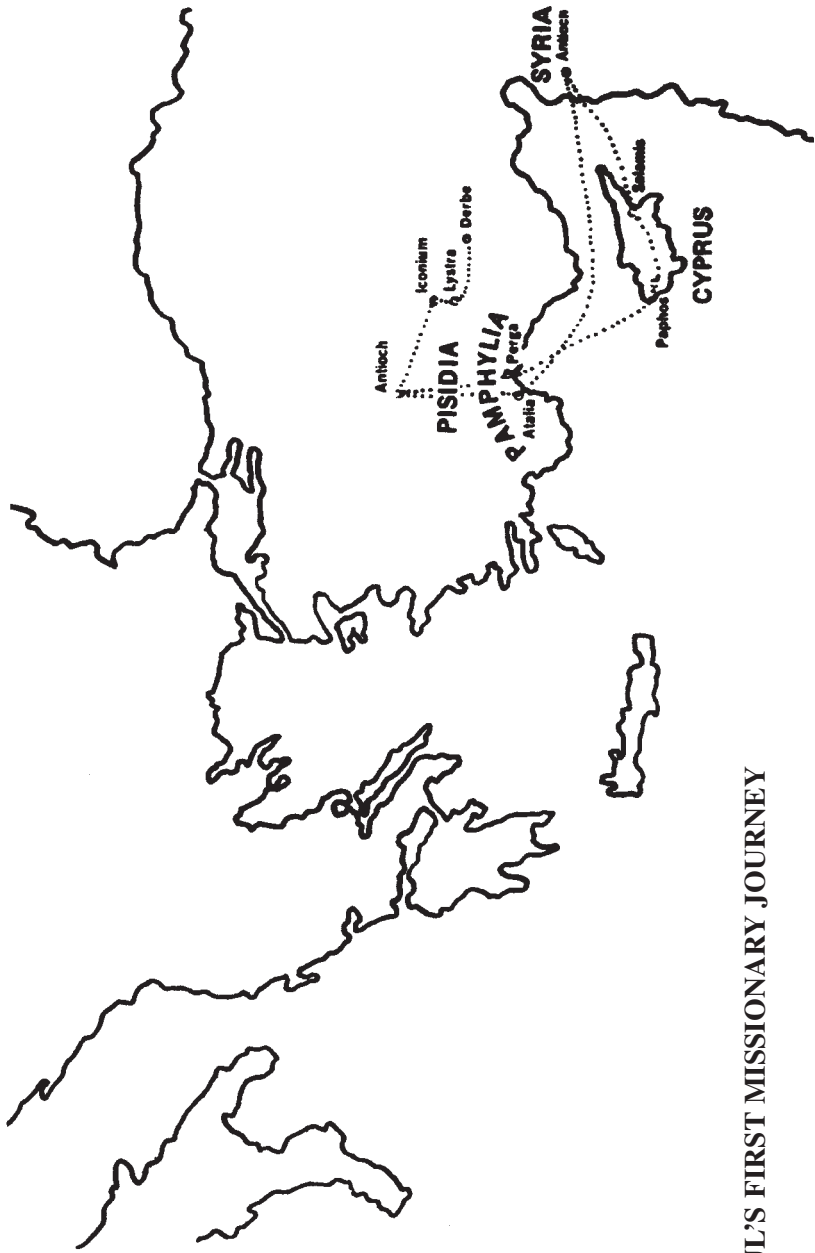 SYRIA
Antioch
Antioch
Iconium
Lystra
Derbe
PISIDIA
PAMPHYLIA
Perga
Atalia
Salamis
Paphos
CYPRUS
UL'S FIRST MISSIONARY JOURNEY